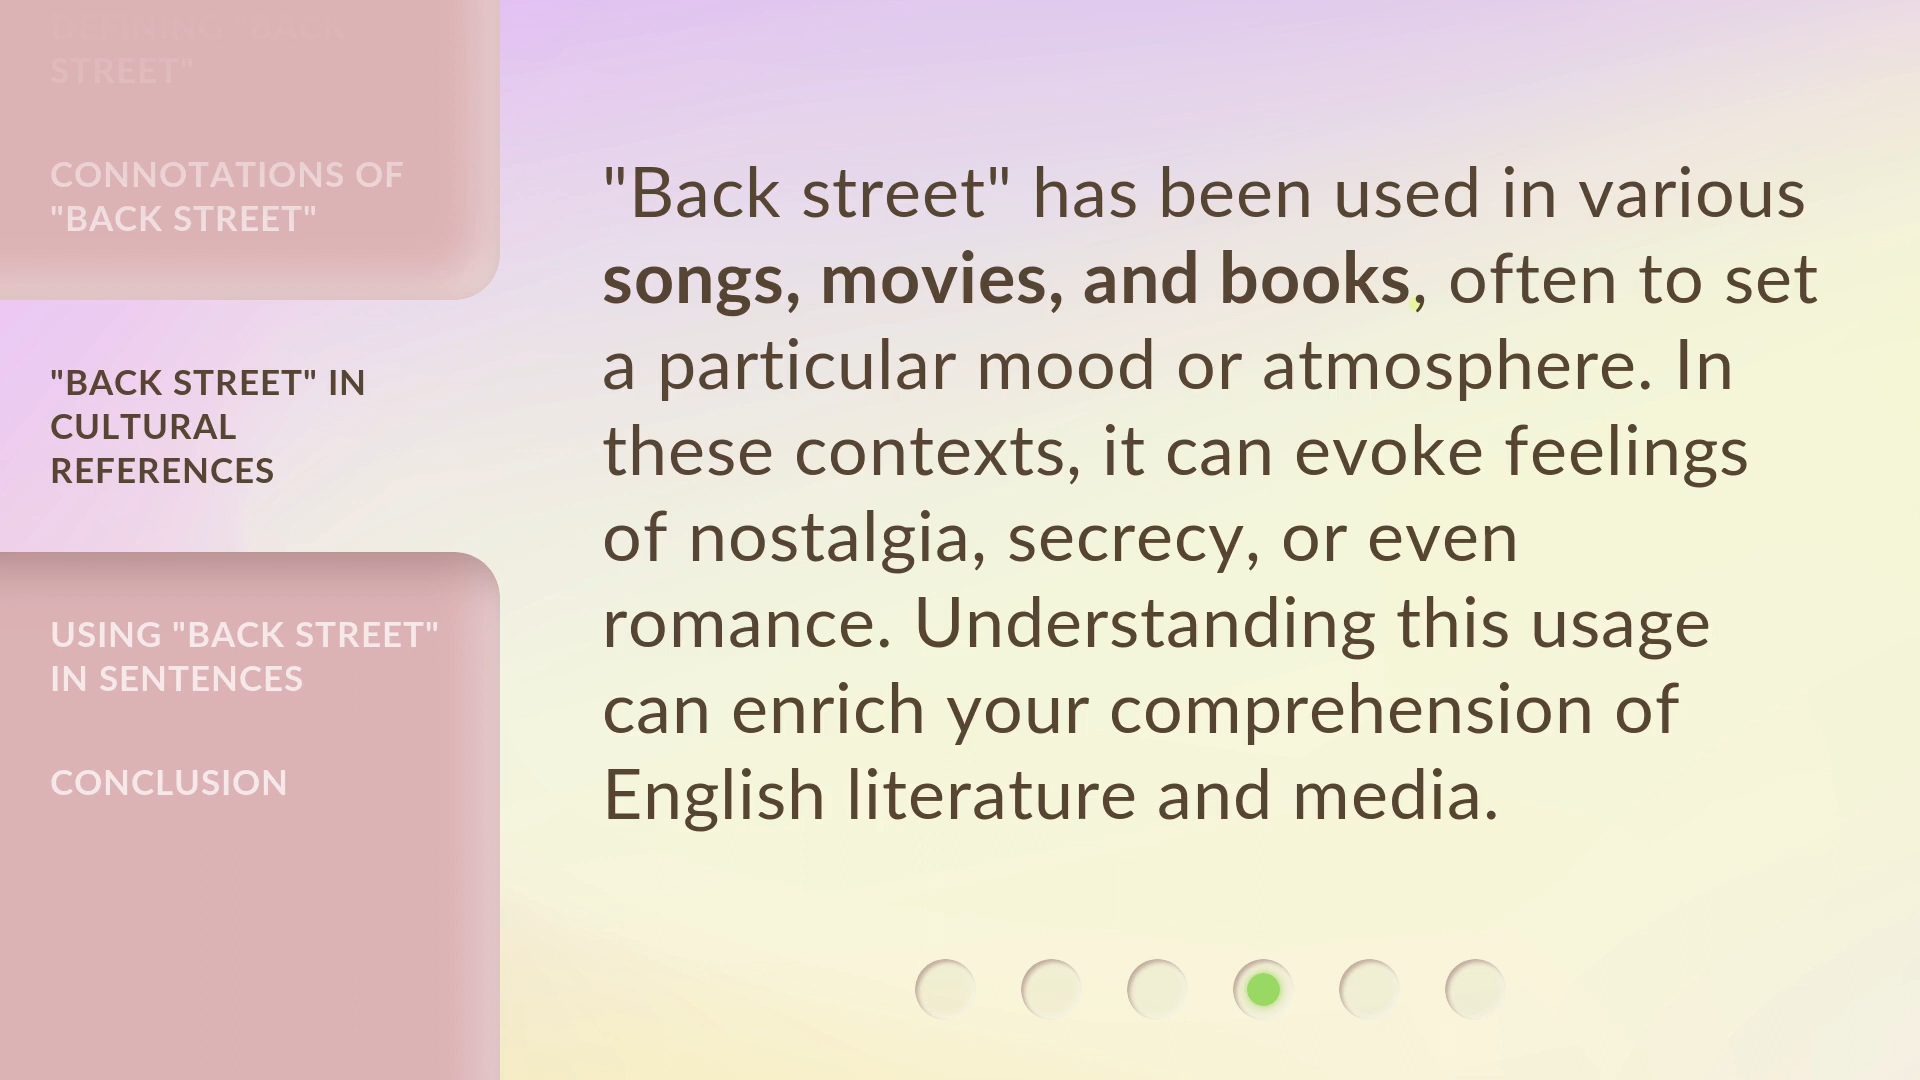 DEFINING "BACK
STREET"
CONNOTATIONS OF
"BACK STREET"
"BACK STREET" IN
CULTURAL
REFERENCES
USING "BACK STREET"
IN SENTENCES
CONCLUSION
"Back street" has been used in various
songs, movies, and books, often to set
a particular mood or atmosphere. In
these contexts, it can evoke feelings
of nostalgia, secrecy, or even
romance. Understanding this usage
can enrich your comprehension of
English literature and media.